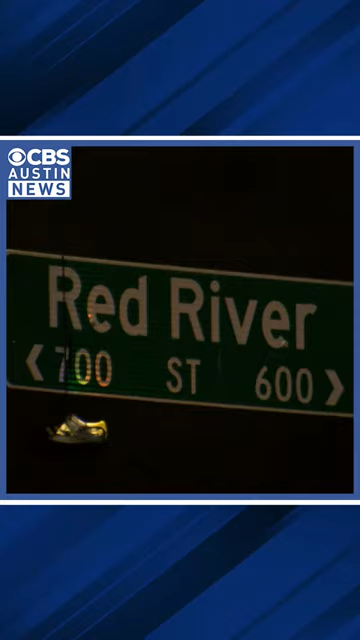 CBS
AUSTIN
NEWS
Red River
< 700 ST 600 >